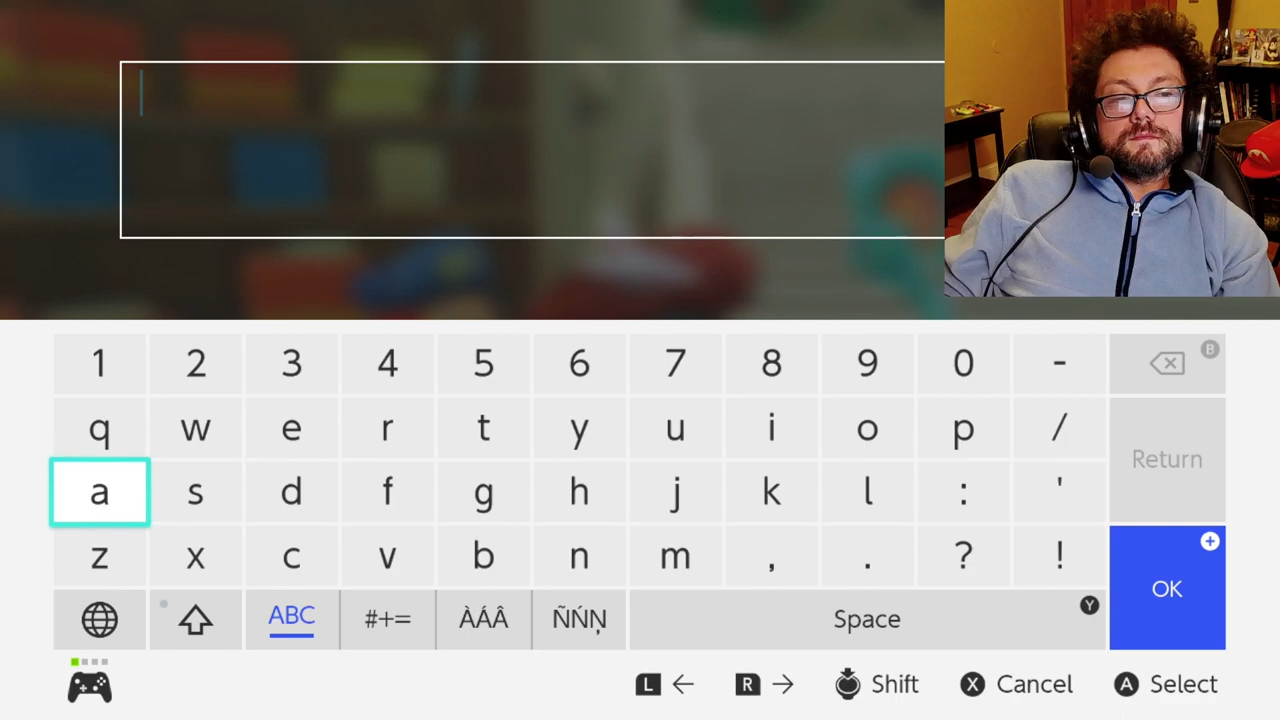 1 2 3 4 5 6 7 8 9 0 - B
q w e r t y u i o p /
Return
a s d f g h j k l : '
z x c v b n m , . ? ! +
OK
ABC #+= ÀÁÂ ÑŃŅ Space Y
L ← R → Shift X Cancel A Select